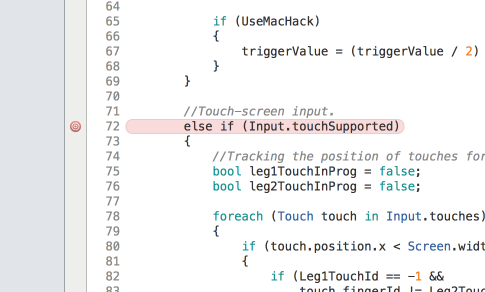 64
65 if (UseMacHack)
66 {
67 triggerValue = (triggerValue / 2)
68 }
69 }
70
71 //Touch-screen input.
72 else if (Input.touchSupported)
73 {
74 //Tracking the position of touches for
75 bool leg1TouchInProg = false;
76 bool leg2TouchInProg = false;
77
78 foreach (Touch touch in Input.touches)
79 {
80 if (touch.position.x < Screen.widt
81 {
82 if (Leg1TouchId == -1 &&
83 touch.fingerId != Leg2Touc